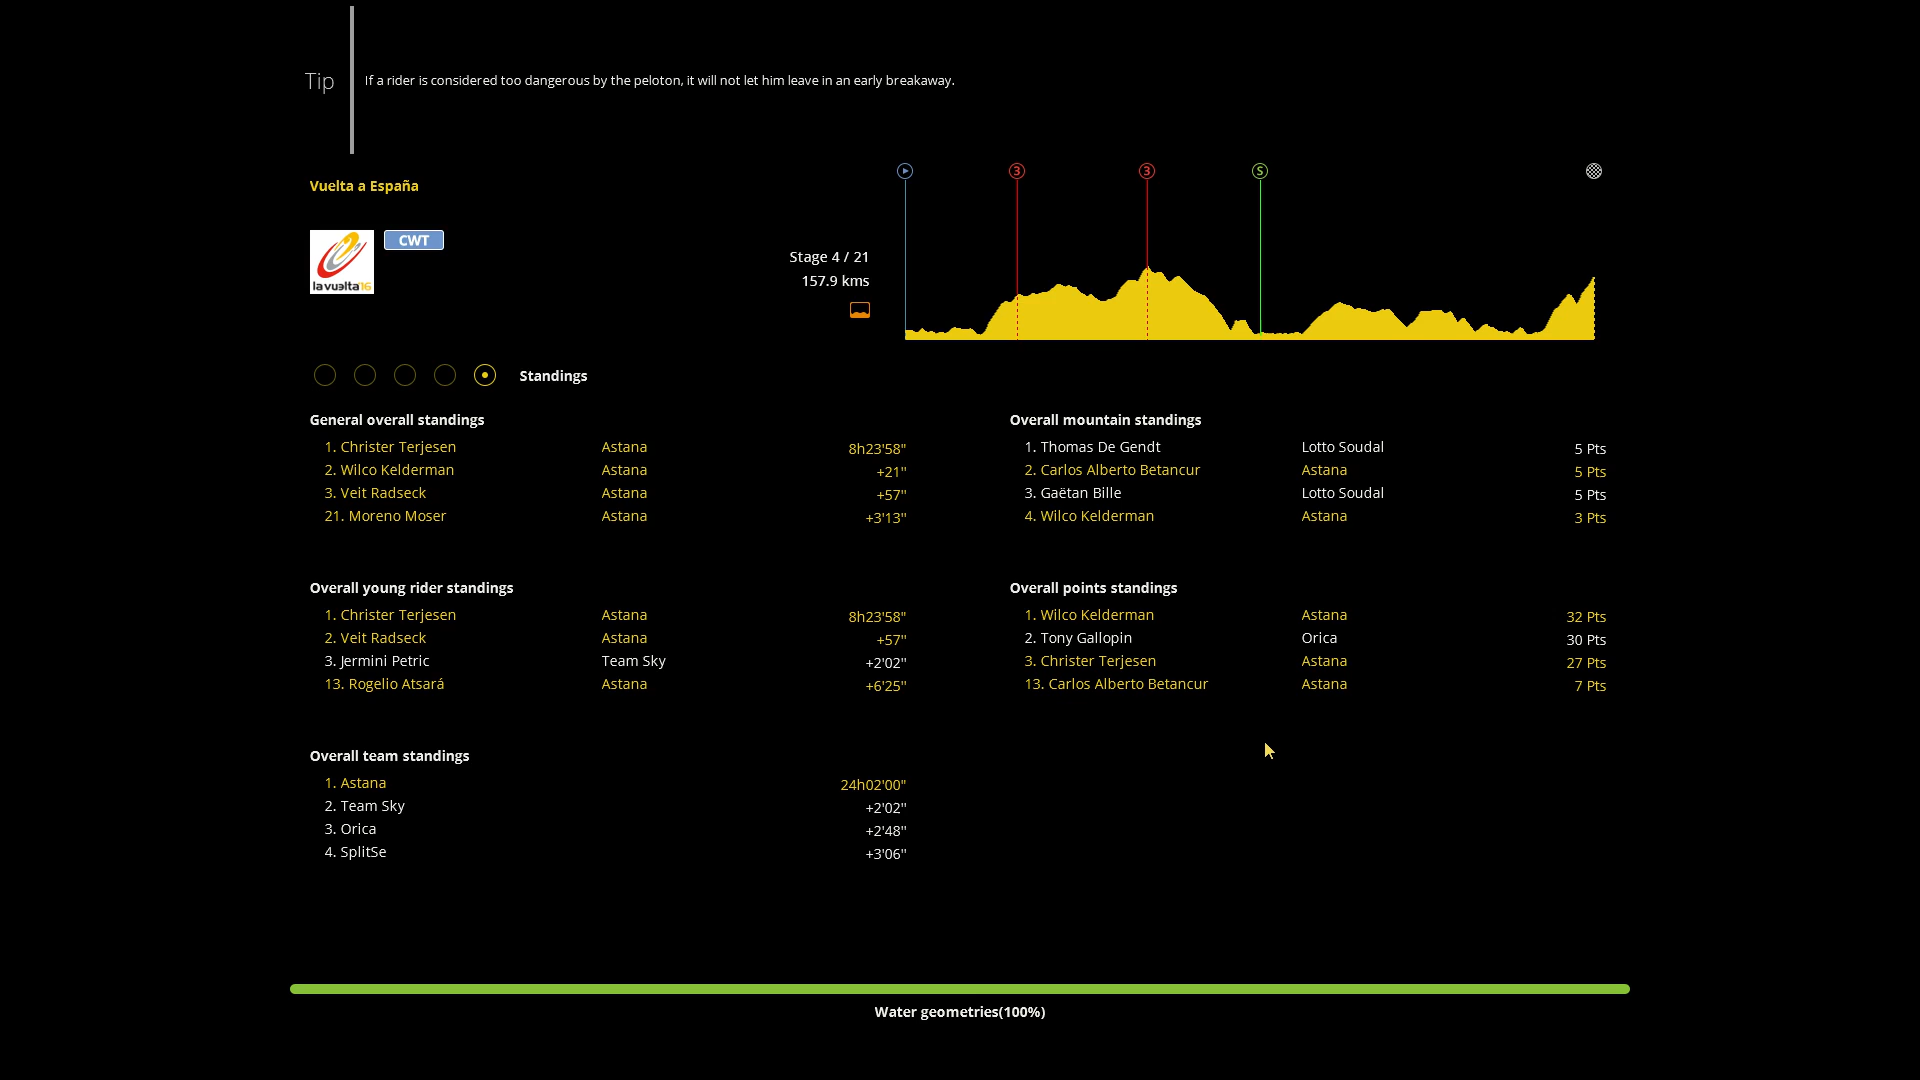 Tip
If a rider is considered too dangerous by the peloton, it will not let him leave in an early breakaway.
Vuelta a España
la vuelta16
CWT
Stage 4 / 21
157.9 kms
3
3
S
Standings
General overall standings
1. Christer Terjesen Astana 8h23'58"
2. Wilco Kelderman Astana +21"
3. Veit Radseck Astana +57"
21. Moreno Moser Astana +3'13"
Overall mountain standings
1. Thomas De Gendt Lotto Soudal 5 Pts
2. Carlos Alberto Betancur Astana 5 Pts
3. Gaëtan Bille Lotto Soudal 5 Pts
4. Wilco Kelderman Astana 3 Pts
Overall young rider standings
1. Christer Terjesen Astana 8h23'58"
2. Veit Radseck Astana +57"
3. Jermini Petric Team Sky +2'02"
13. Rogelio Atsará Astana +6'25"
Overall points standings
1. Wilco Kelderman Astana 32 Pts
2. Tony Gallopin Orica 30 Pts
3. Christer Terjesen Astana 27 Pts
13. Carlos Alberto Betancur Astana 7 Pts
Overall team standings
1. Astana 24h02'00"
2. Team Sky +2'02"
3. Orica +2'48"
4. SplitSe +3'06"
Water geometries(100%)